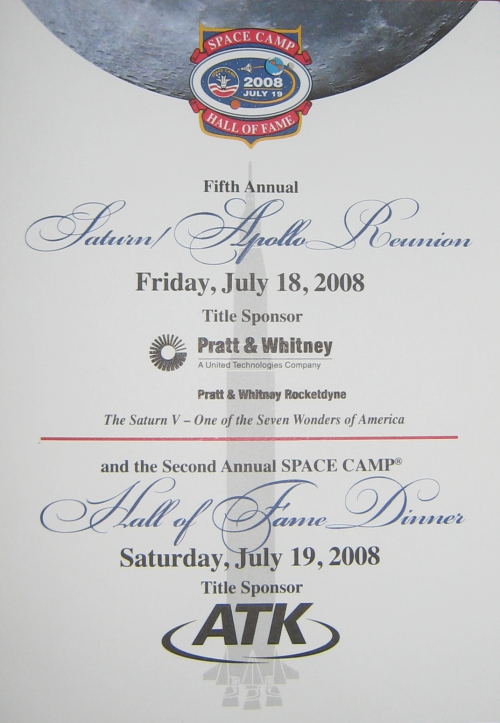 SPACE CAMP
2008
JULY 19
HALL OF FAME
Fifth Annual
Saturn/Apollo Reunion
Friday, July 18, 2008
Title Sponsor
Pratt & Whitney
A United Technologies Company
Pratt & Whitney Rocketdyne
The Saturn V – One of the Seven Wonders of America
and the Second Annual SPACE CAMP®
Hall of Fame Dinner
Saturday, July 19, 2008
Title Sponsor
ATK